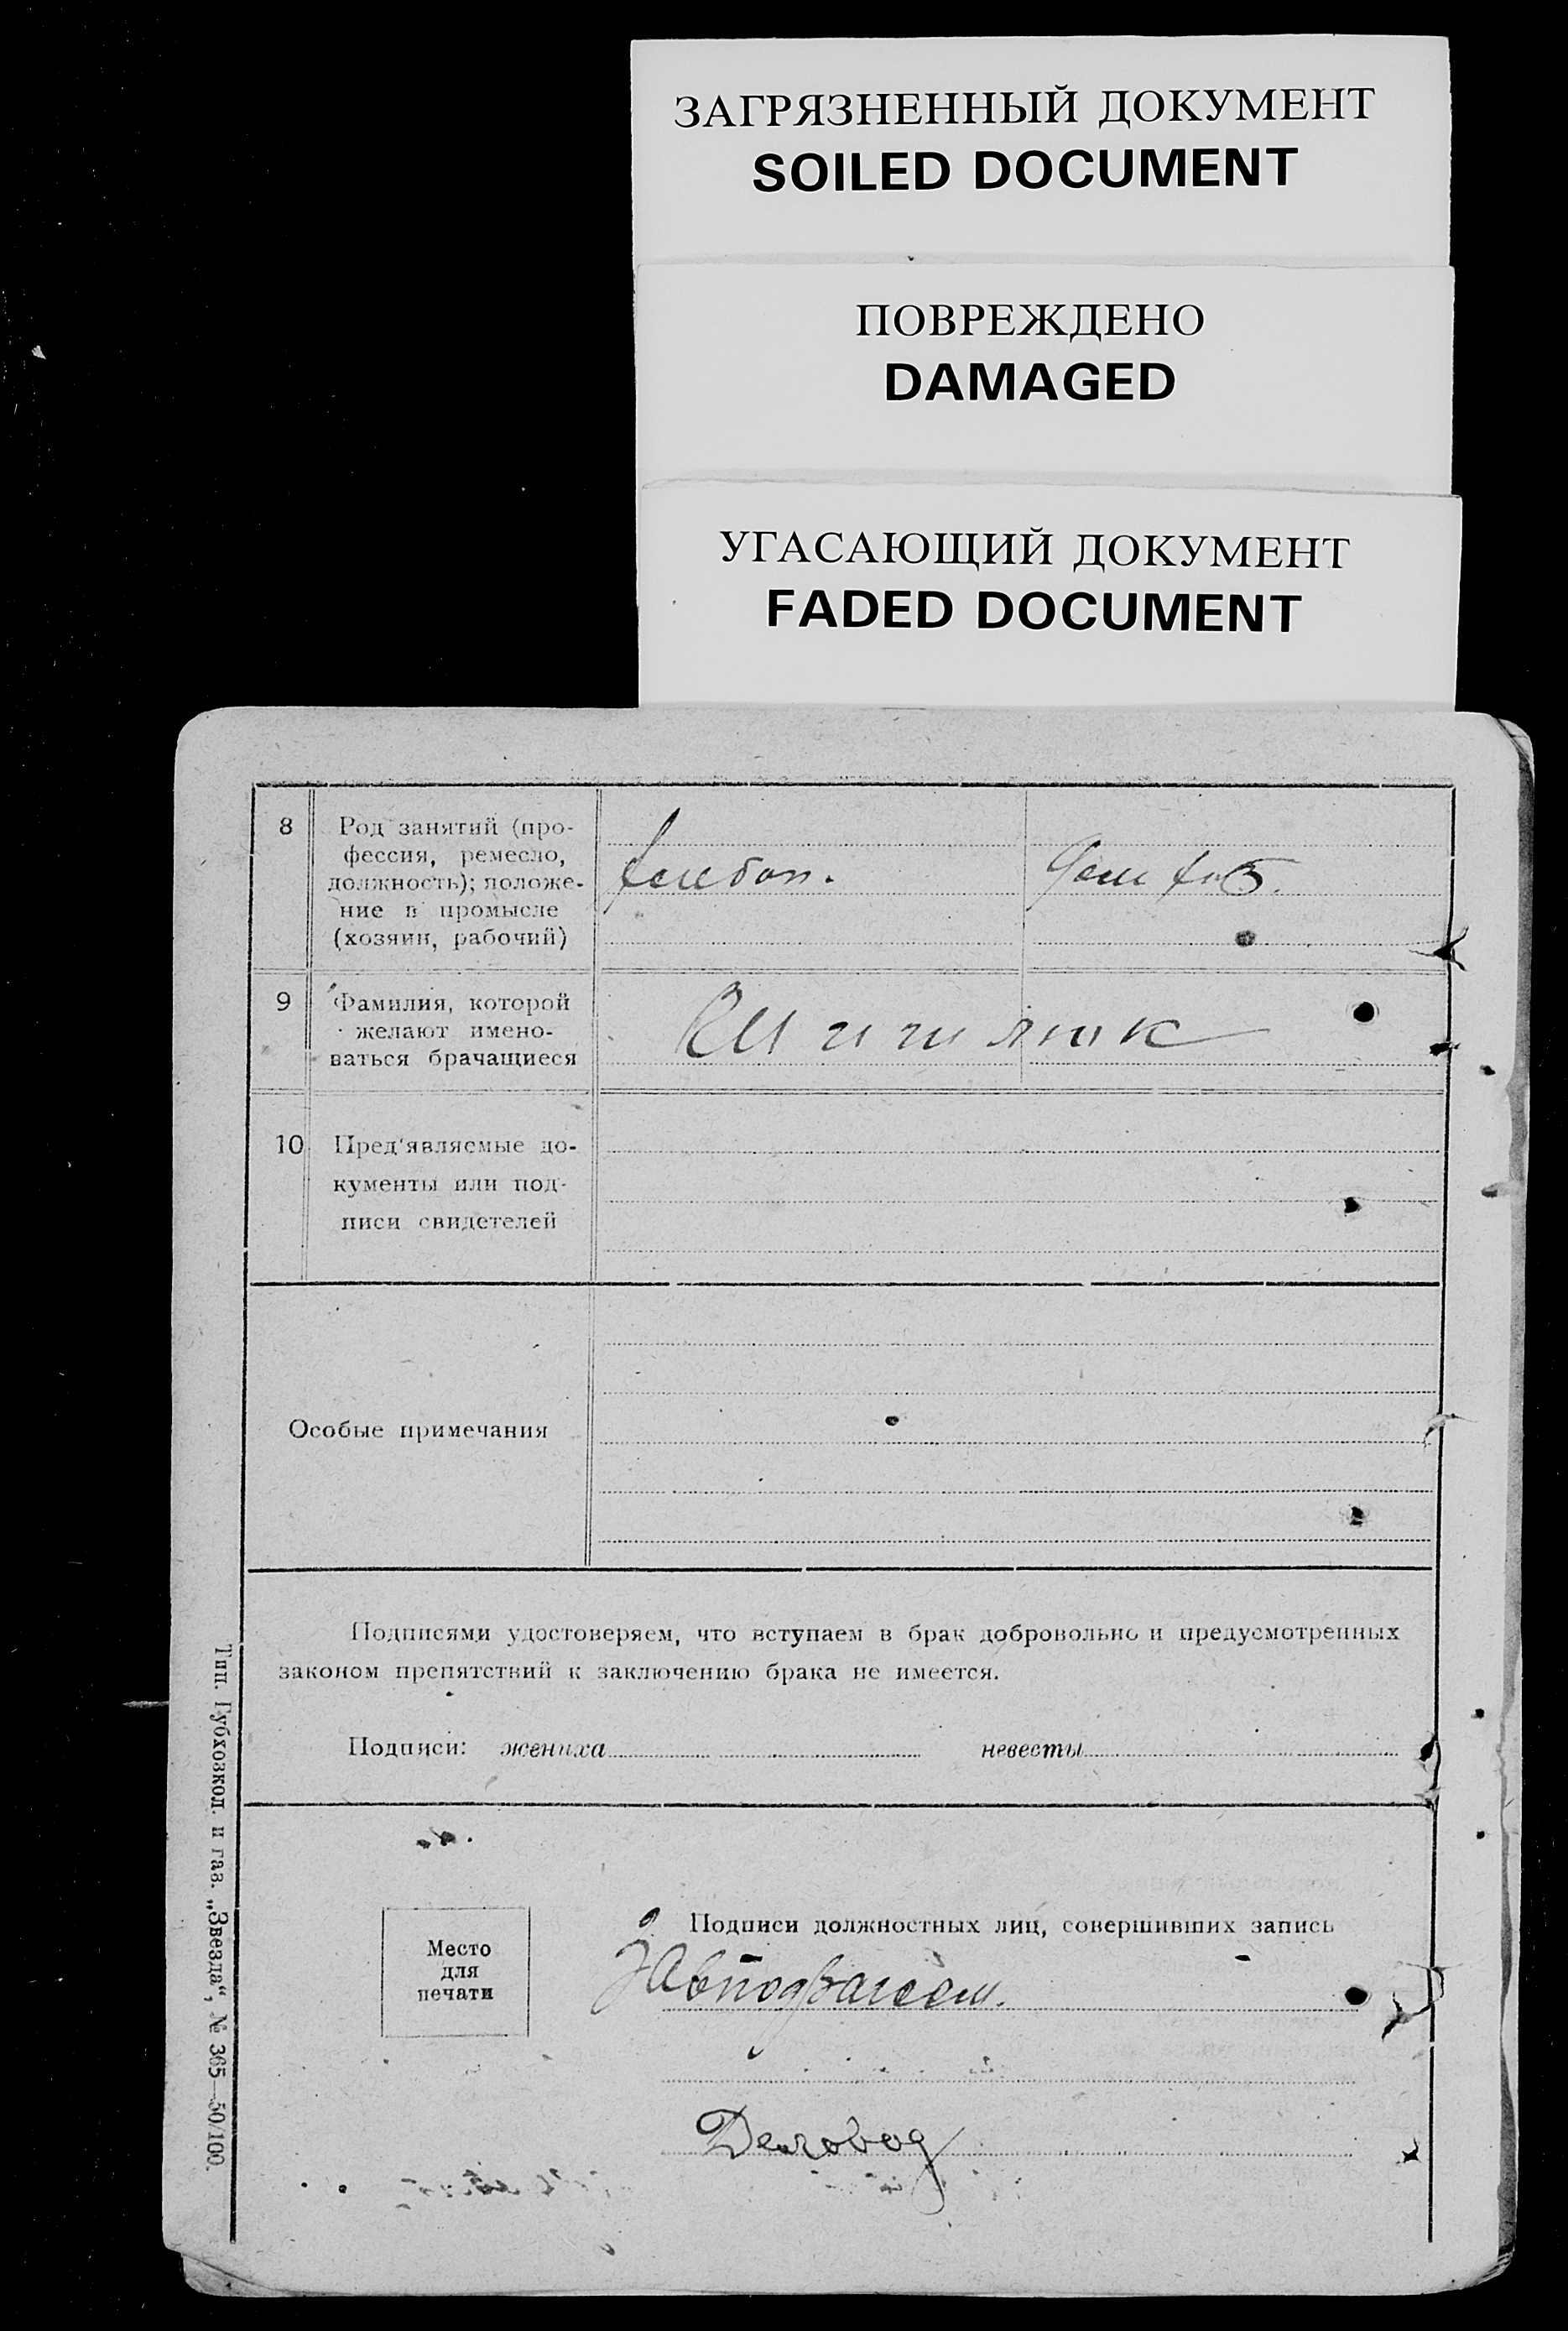 ЗАГРЯЗНЕННЫЙ ДОКУМЕНТ
SOILED DOCUMENT
ПОВРЕЖДЕНО
DAMAGED
УГАСАЮЩИЙ ДОКУМЕНТ
FADED DOCUMENT
8
Род занятий (про-
фессия, ремесло,
должность); положе-
ние в промысле
(хозяин, рабочий)
хлебоп.
9
Фамилия, которой
желают имено-
ваться брачащиеся
10
Пред'являемые до-
кументы или под-
писи свидетелей
Особые примечания
Подписями удостоверяем, что вступаем в брак добровольно и предусмотренных
законом препятствий к заключению брака не имеется.
Подписи: жениха невесты
Место
для
печати
Подписи должностных лиц, совершивших запись
Деловод
Тип. Губхозкол. и газ. „Звезда“, № 365—50/100.